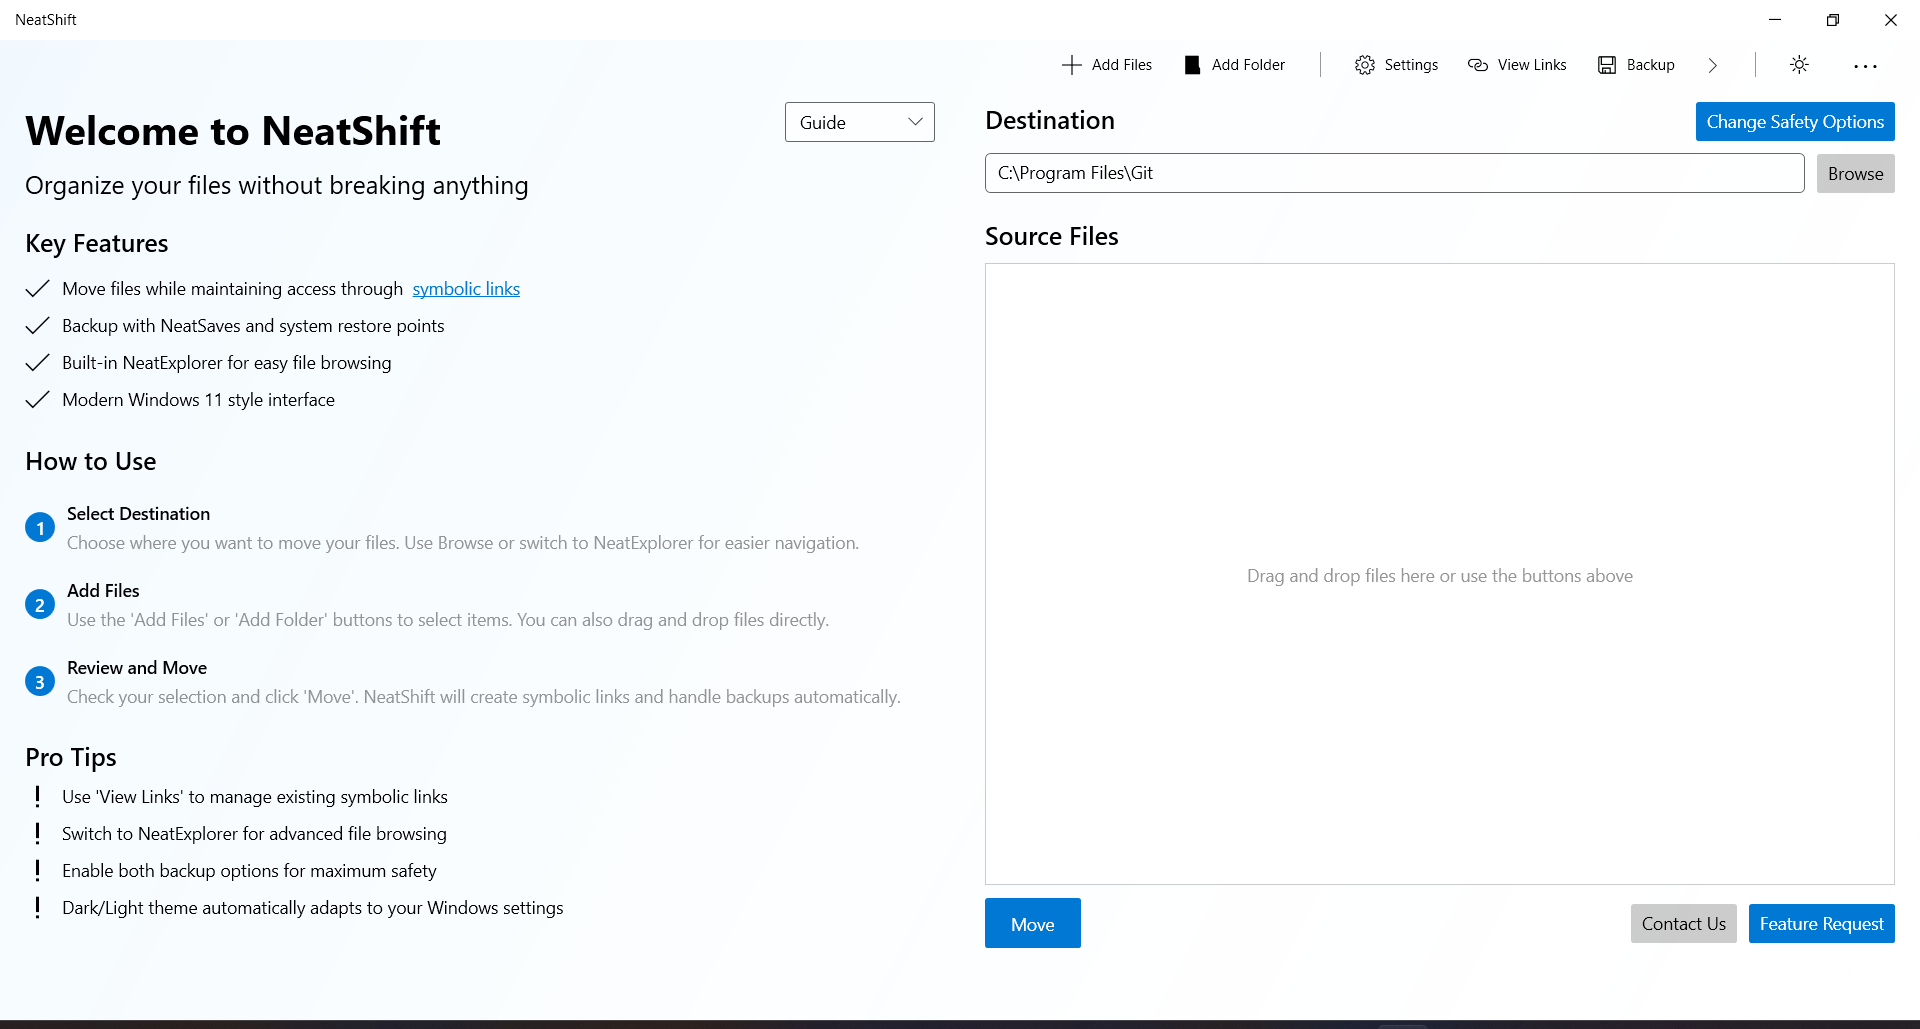 NeatShift
Add Files
Add Folder
Settings
View Links
Backup
Welcome to NeatShift
Guide
Organize your files without breaking anything
Key Features
Move files while maintaining access through symbolic links
Backup with NeatSaves and system restore points
Built-in NeatExplorer for easy file browsing
Modern Windows 11 style interface
How to Use
1
Select Destination
Choose where you want to move your files. Use Browse or switch to NeatExplorer for easier navigation.
2
Add Files
Use the 'Add Files' or 'Add Folder' buttons to select items. You can also drag and drop files directly.
3
Review and Move
Check your selection and click 'Move'. NeatShift will create symbolic links and handle backups automatically.
Pro Tips
Use 'View Links' to manage existing symbolic links
Switch to NeatExplorer for advanced file browsing
Enable both backup options for maximum safety
Dark/Light theme automatically adapts to your Windows settings
Destination
Change Safety Options
C:\Program Files\Git
Browse
Source Files
Drag and drop files here or use the buttons above
Move
Contact Us
Feature Request